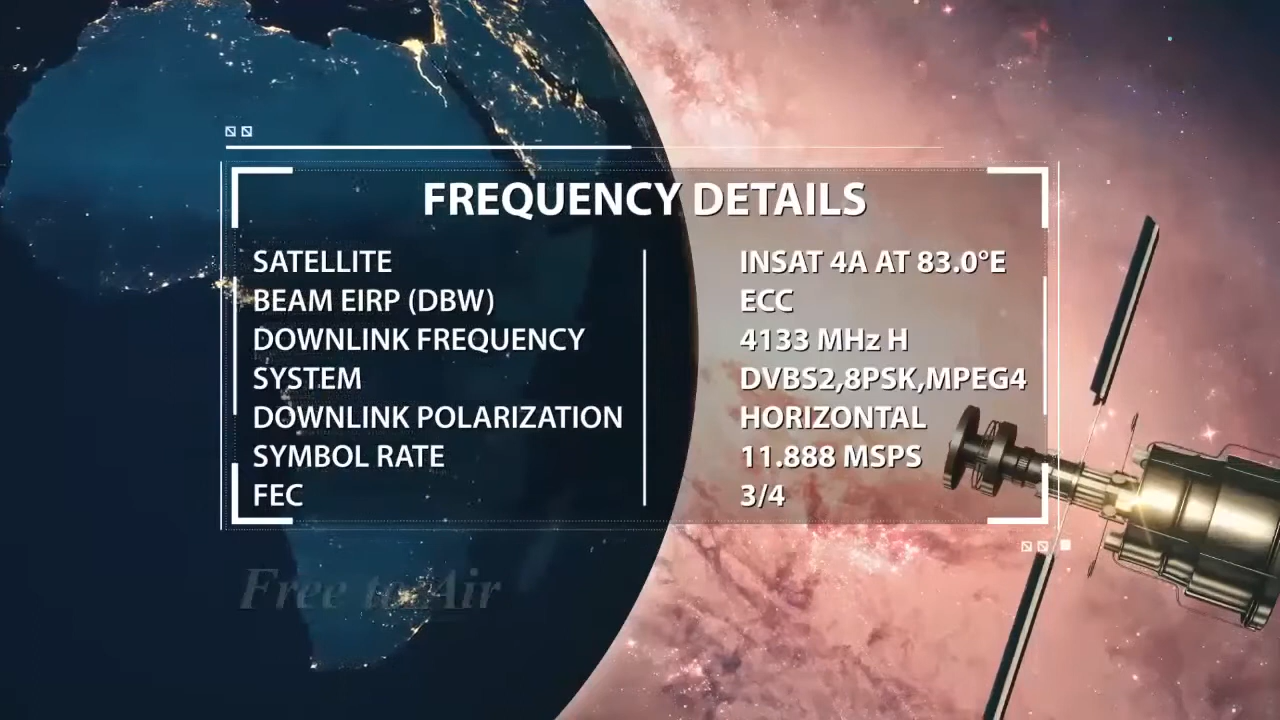 FREQUENCY DETAILS
SATELLITE INSAT 4A AT 83.0°E
BEAM EIRP (DBW) ECC
DOWNLINK FREQUENCY 4133 MHz H
SYSTEM DVBS2,8PSK,MPEG4
DOWNLINK POLARIZATION HORIZONTAL
SYMBOL RATE 11.888 MSPS
FEC 3/4
Free to Air